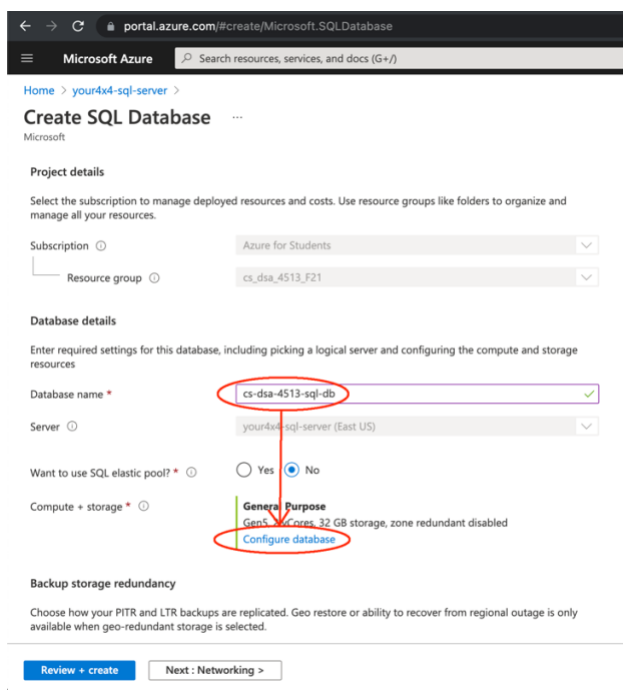 portal.azure.com/#create/Microsoft.SQLDatabase
Microsoft Azure
Search resources, services, and docs (G+/)
Home > your4x4-sql-server >
Create SQL Database ...
Microsoft
Project details
Select the subscription to manage deployed resources and costs. Use resource groups like folders to organize and
manage all your resources.
Subscription
Azure for Students
Resource group
cs_dsa_4513_F21
Database details
Enter required settings for this database, including picking a logical server and configuring the compute and storage
resources
Database name *
cs-dsa-4513-sql-db
Server
your4x4-sql-server (East US)
Want to use SQL elastic pool? *
Yes No
Compute + storage *
General Purpose
Gen5, 2 vCores, 32 GB storage, zone redundant disabled
Configure database
Backup storage redundancy
Choose how your PITR and LTR backups are replicated. Geo restore or ability to recover from regional outage is only
available when geo-redundant storage is selected.
Review + create
Next : Networking >